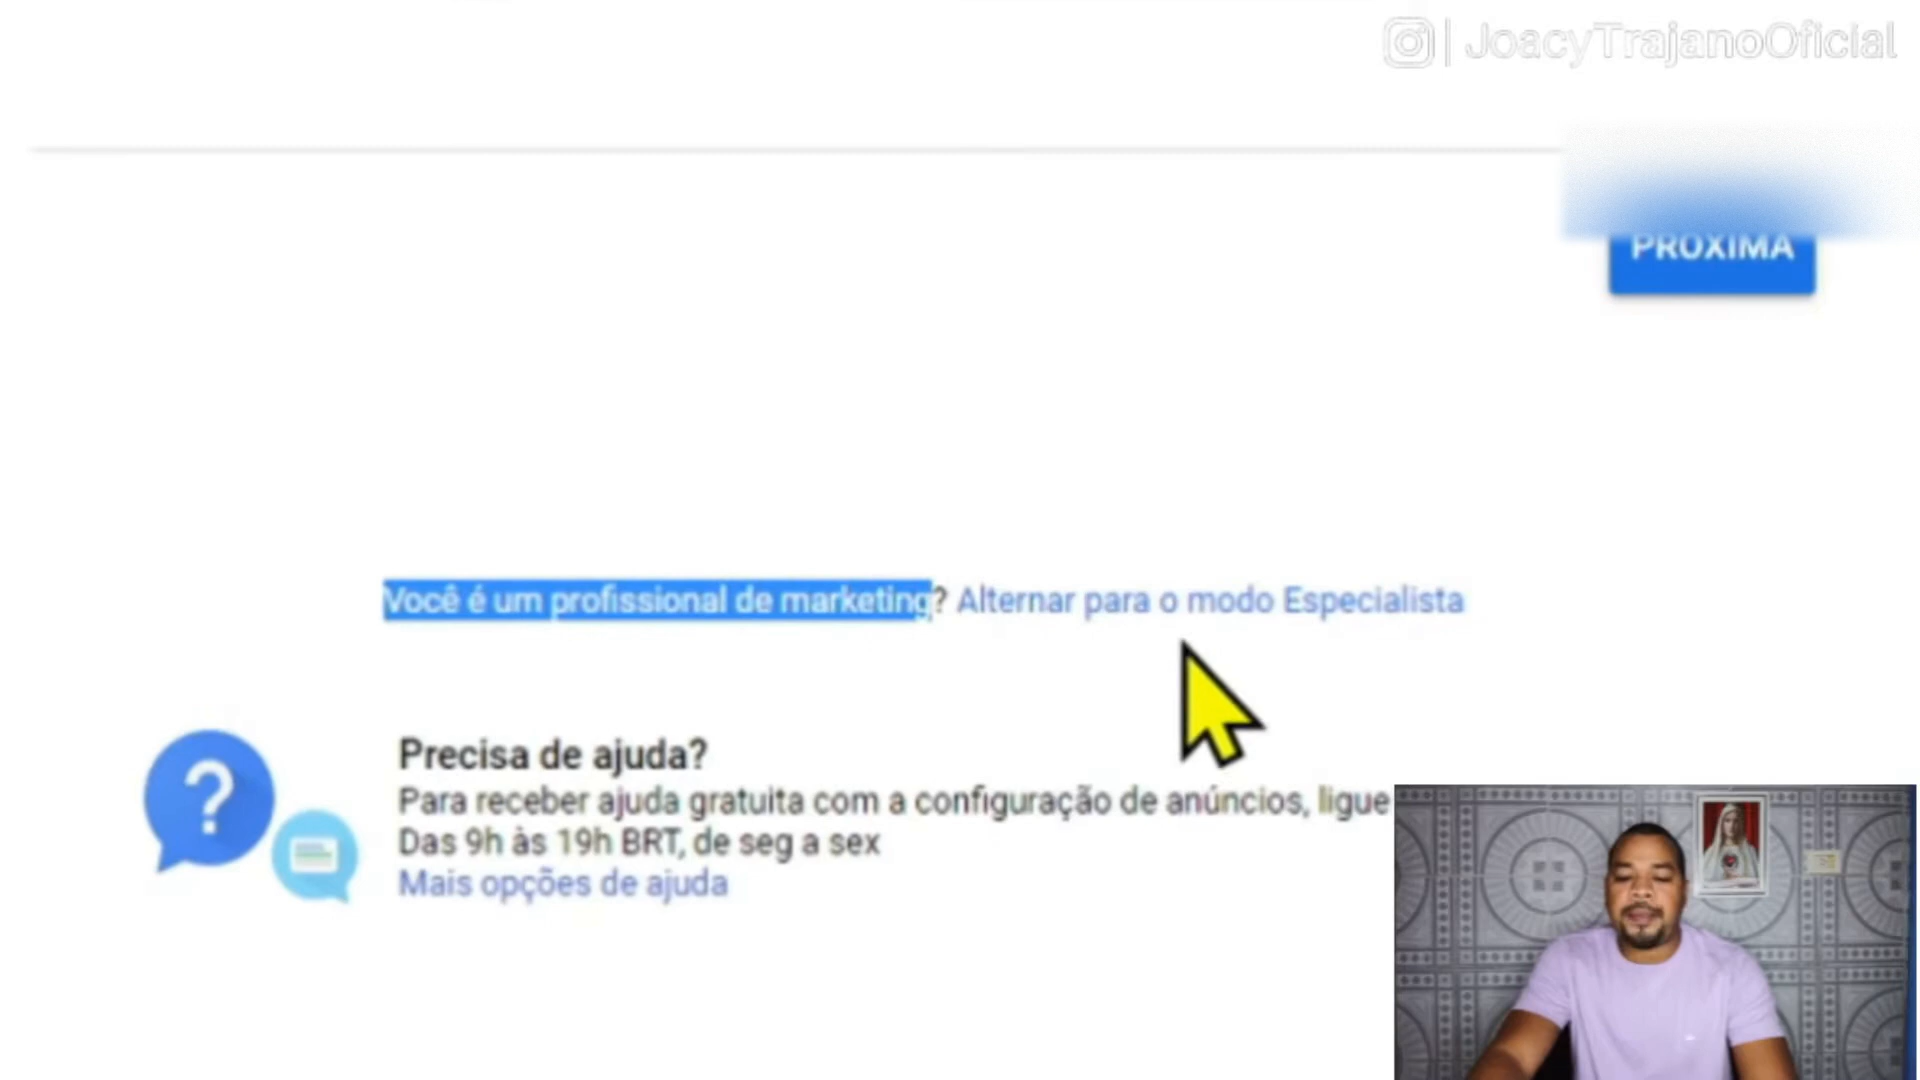 JoacyTrajanoOficial
PRÓXIMA
Você é um profissional de marketing? Alternar para o modo Especialista
Precisa de ajuda?
Para receber ajuda gratuita com a configuração de anúncios, ligue
Das 9h às 19h BRT, de seg a sex
Mais opções de ajuda